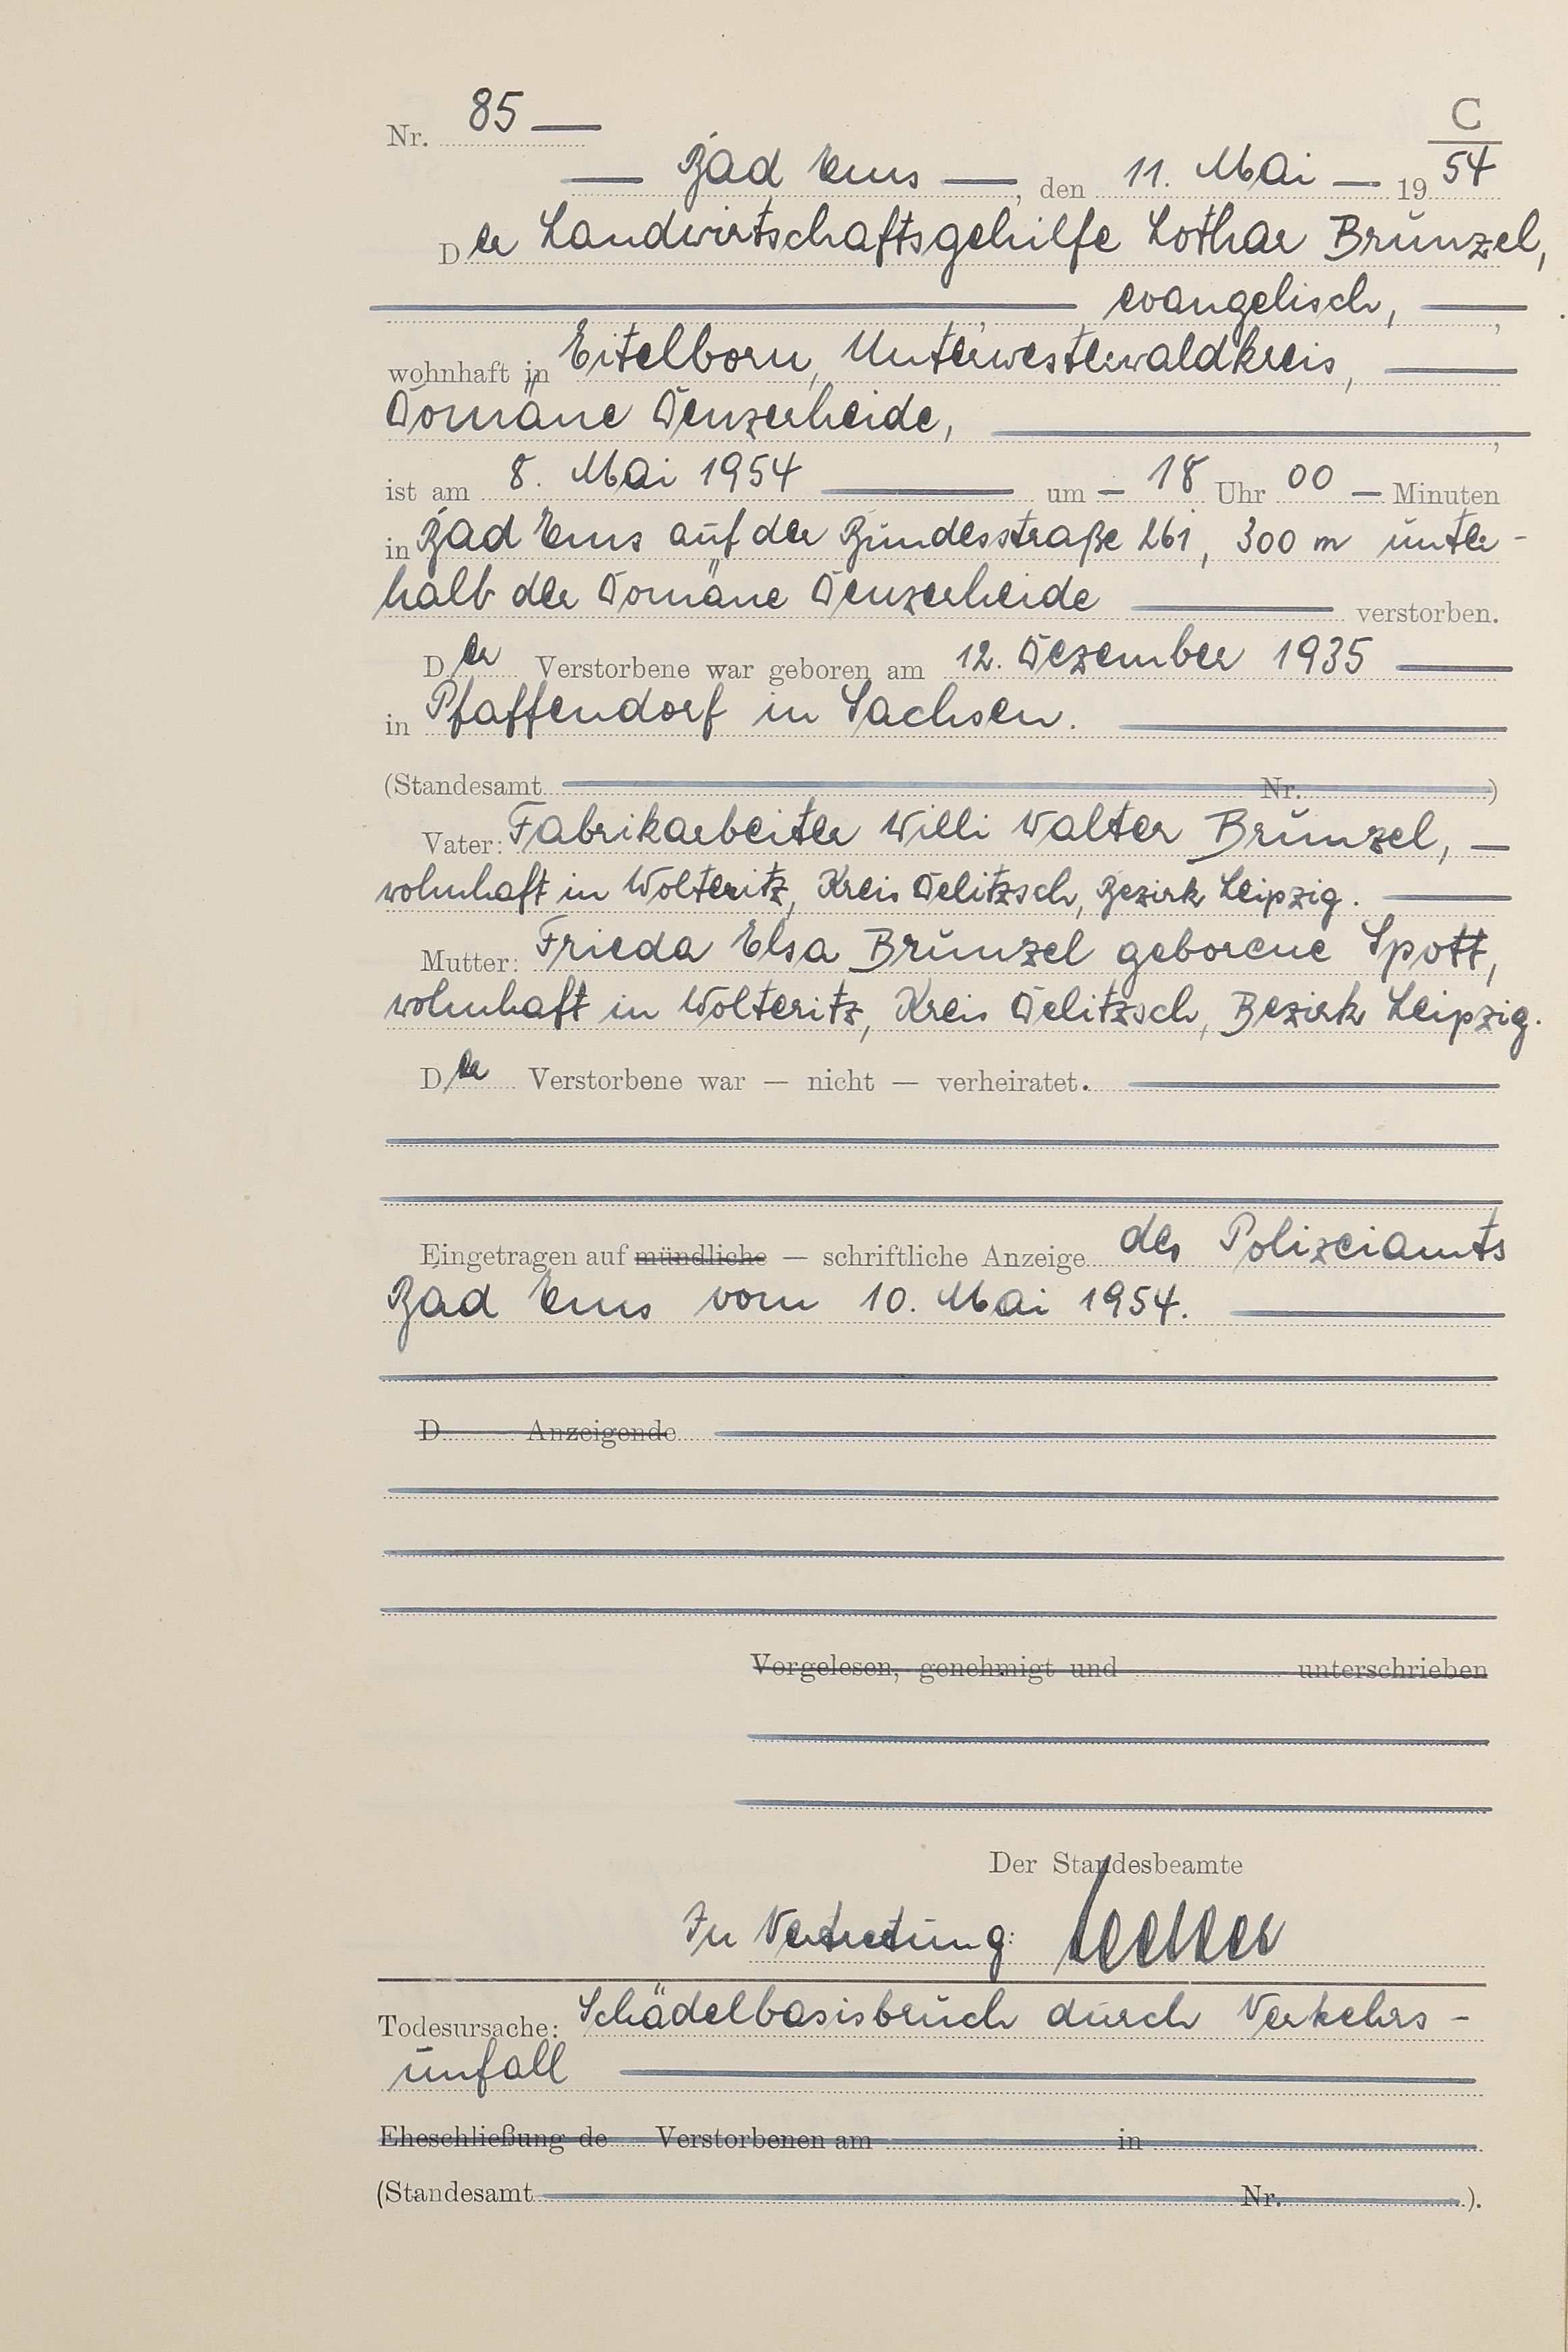 Nr. 85 — C
— Bad Ems —, den 11. Mai — 19 54
Der Landwirtschaftsgehilfe Lothar Brunzel,
evangelisch, —,
wohnhaft in Eitelborn, Unterwesterwaldkreis, —
Domäne Denzerheide, —,
ist am 8. Mai 1954 — um — 18 Uhr 00 — Minuten
in Bad Ems auf der Bundesstraße 261, 300 m unter-
halb der Domäne Denzerheide — verstorben.
Der Verstorbene war geboren am 12. Dezember 1935 —
in Pfaffendorf in Sachsen. —
(Standesamt — Nr. —)
Vater: Fabrikarbeiter Willi Walter Brunzel, —
wohnhaft in Wolteritz, Kreis Delitzsch, Bezirk Leipzig. —
Mutter: Frieda Elsa Brunzel geborene Spott,
wohnhaft in Wolteritz, Kreis Delitzsch, Bezirk Leipzig.
Der Verstorbene war — nicht — verheiratet. —
Eingetragen auf mündliche — schriftliche Anzeige des Polizeiamts
Bad Ems vom 10. Mai 1954. —
D Anzeigende
Vorgelesen, genehmigt und unterschrieben
Der Standesbeamte
In Vertretung:
Todesursache: Schädelbasisbruch durch Verkehrs-
unfall —
Eheschließung de Verstorbenen am in
(Standesamt — Nr. —).